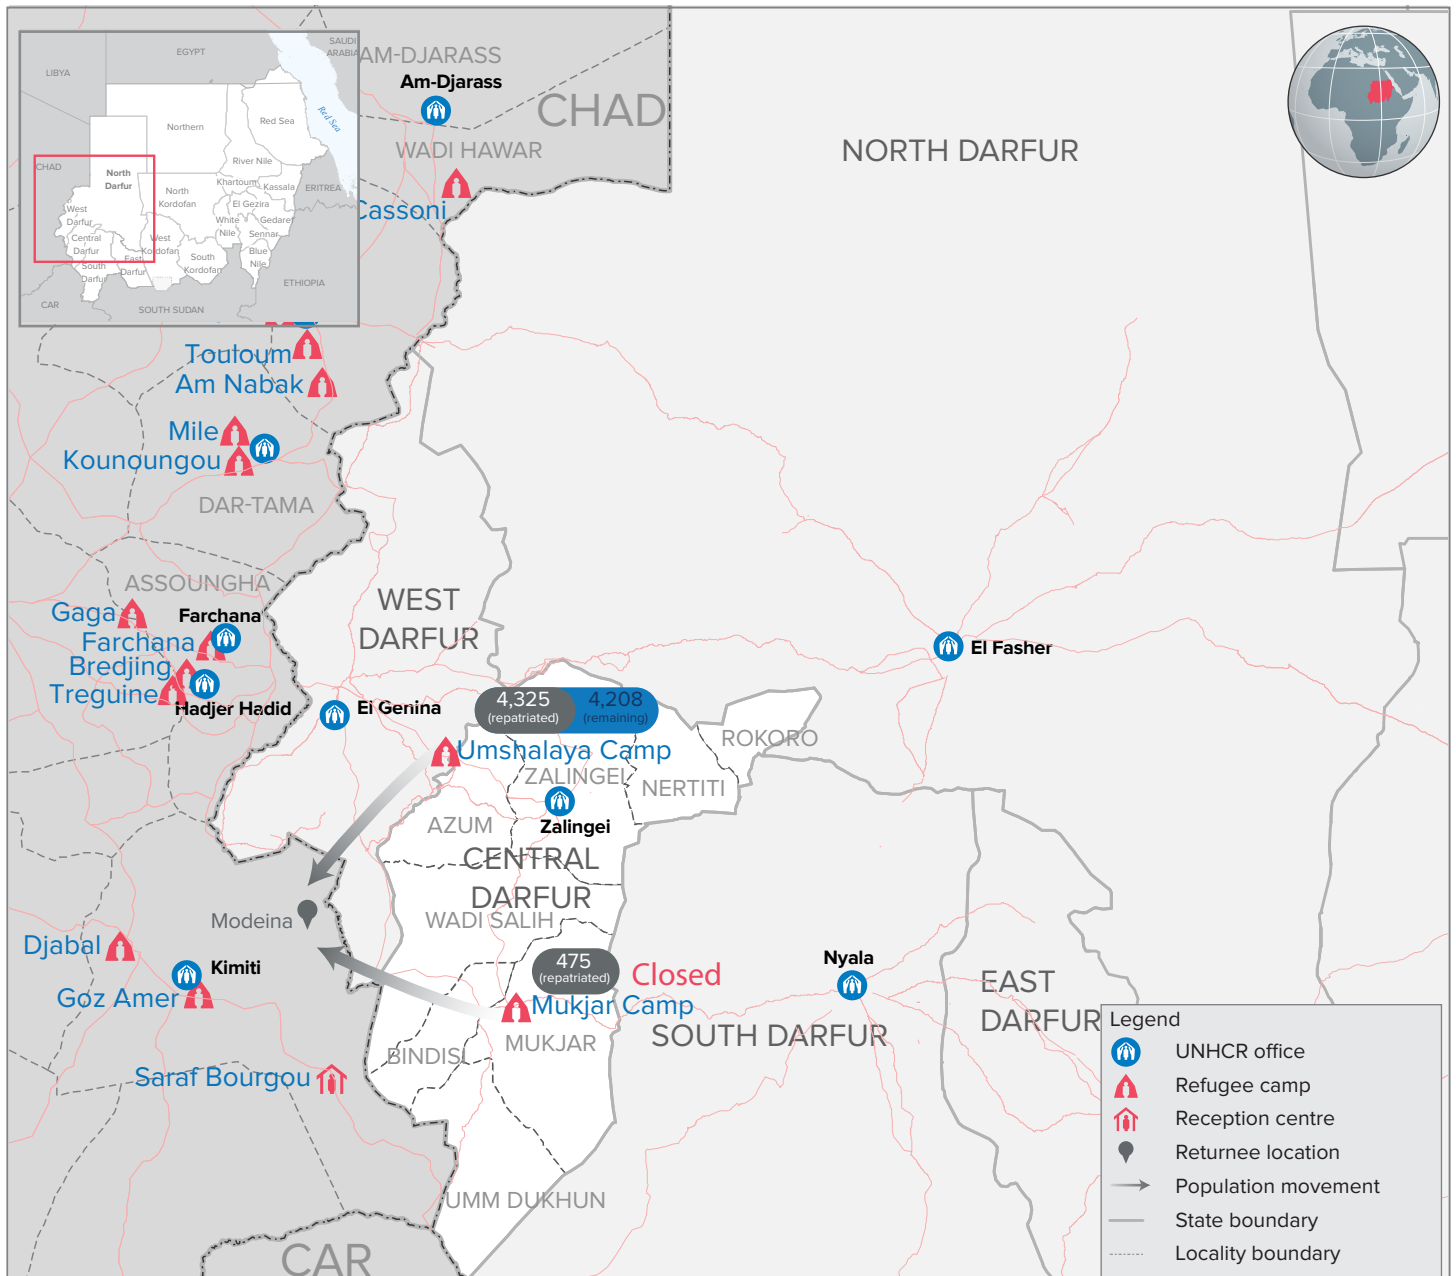 SAUDI
ARABIA
EGYPT
LIBYA
Red Sea
Northern
Red Sea
CHAD
River Nile
North
Darfur
Khartoum
Kassala
North
Kordofan
ERITREA
El Gezira
West
Darfur
White
Nile
Gedaref
Central
Darfur
West
Kordofan
Sennar
East
Darfur
South
Kordofan
Blue
Nile
South
Darfur
ETHIOPIA
CAR
SOUTH SUDAN
AM-DJARASS
Am-Djarass
CHAD
WADI HAWAR
NORTH DARFUR
Cassoni
Touloum
Am Nabak
Mile
Kounoungou
DAR-TAMA
ASSOUNGHA
Gaga
Farchana
Farchana
Bredjing
Treguine
Hadjer Hadid
WEST
DARFUR
El Fasher
El Genina
4,325
(repatriated)
4,208
(remaining)
Umshalaya Camp
ROKORO
ZALINGEI
NERTITI
Zalingei
AZUM
CENTRAL
DARFUR
WADI SALIH
Modeina
Djabal
Kimiti
Goz Amer
475
(repatriated)
Closed
Mukjar Camp
Nyala
EAST
DARFUR
SOUTH DARFUR
MUKJAR
BINDISI
Saraf Bourgou
UMM DUKHUN
CAR
Legend
UNHCR office
Refugee camp
Reception centre
Returnee location
Population movement
State boundary
Locality boundary